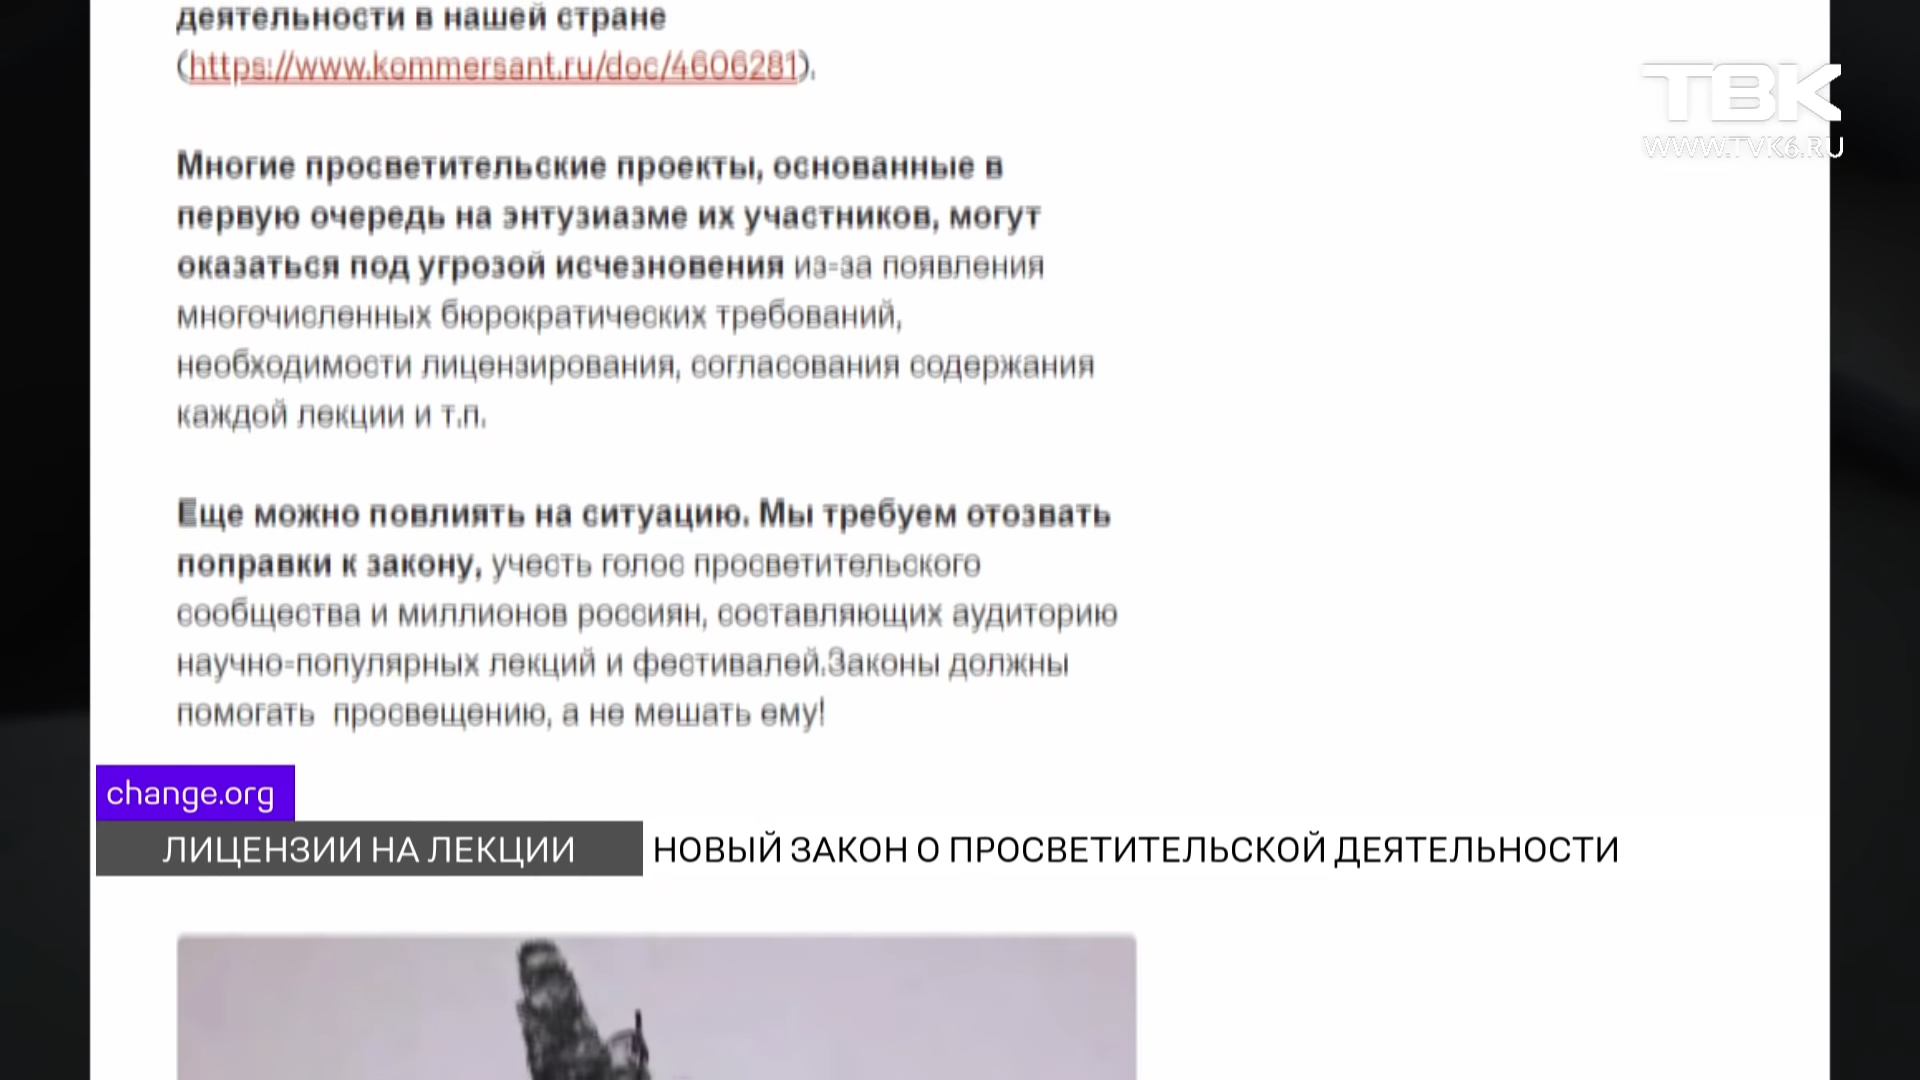 деятельности в нашей стране
(https://www.kommersant.ru/doc/4606281).
ТВК
WWW.TVK6.RU
Многие просветительские проекты, основанные в
первую очередь на энтузиазме их участников, могут
оказаться под угрозой исчезновения из-за появления
многочисленных бюрократических требований,
необходимости лицензирования, согласования содержания
каждой лекции и т.п.
Еще можно повлиять на ситуацию. Мы требуем отозвать
поправки к закону, учесть голос просветительского
сообщества и миллионов россиян, составляющих аудиторию
научно-популярных лекций и фестивалей.Законы должны
помогать  просвещению, а не мешать ему!
change.org
ЛИЦЕНЗИИ НА ЛЕКЦИИ
НОВЫЙ ЗАКОН О ПРОСВЕТИТЕЛЬСКОЙ ДЕЯТЕЛЬНОСТИ